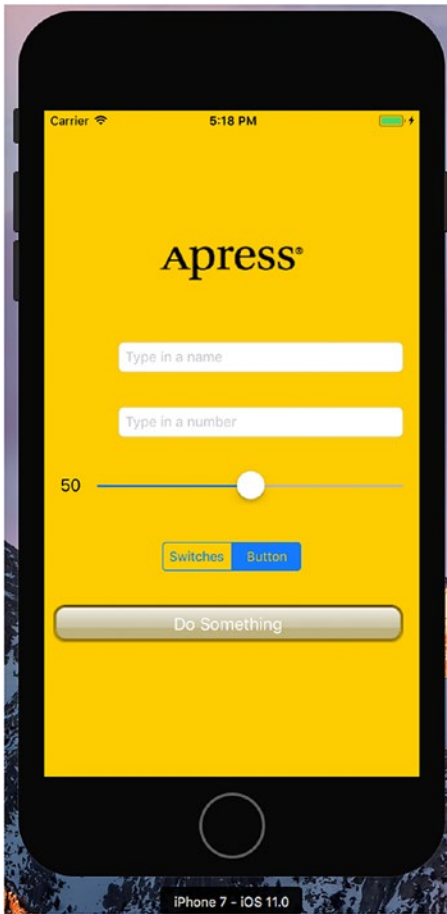 Carrier 5:18 PM
Apress®
Type in a name
Type in a number
50
Switches Button
Do Something
iPhone 7 - iOS 11.0